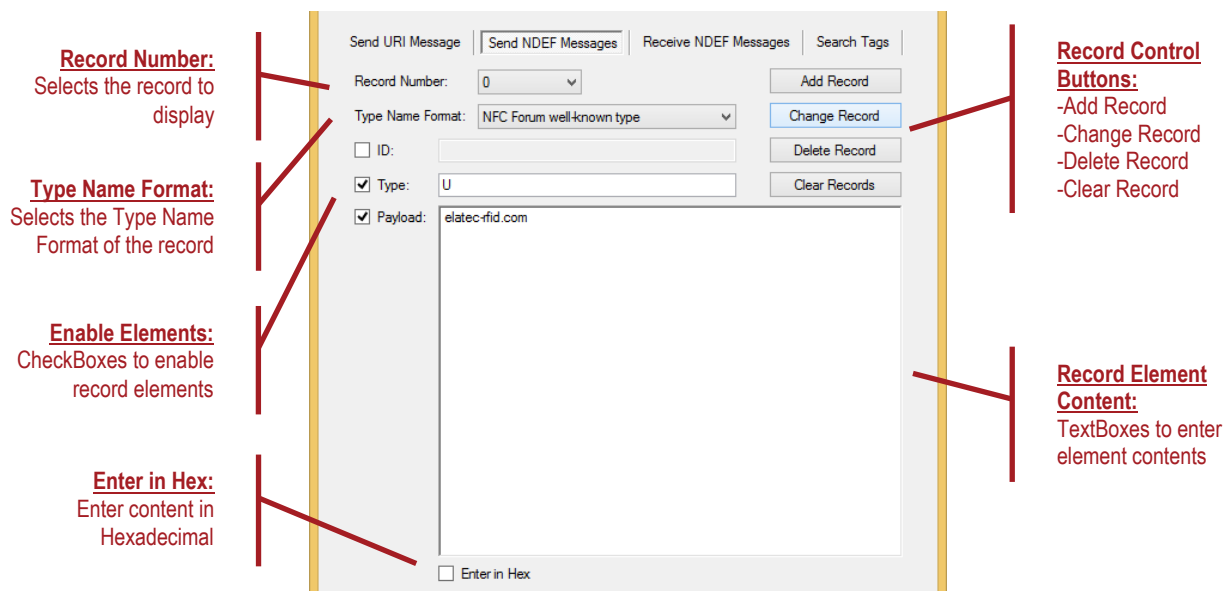 Record Number:
Selects the record to
display
Type Name Format:
Selects the Type Name
Format of the record
Enable Elements:
CheckBoxes to enable
record elements
Enter in Hex:
Enter content in
Hexadecimal
Send URI Message
Send NDEF Messages
Receive NDEF Messages
Search Tags
Record Number:
0
Add Record
Type Name Format:
NFC Forum well-known type
Change Record
ID:
Delete Record
Type:
U
Clear Records
Payload:
elatec-rfid.com
Enter in Hex
Record Control
Buttons:
-Add Record
-Change Record
-Delete Record
-Clear Record
Record Element
Content:
TextBoxes to enter
element contents